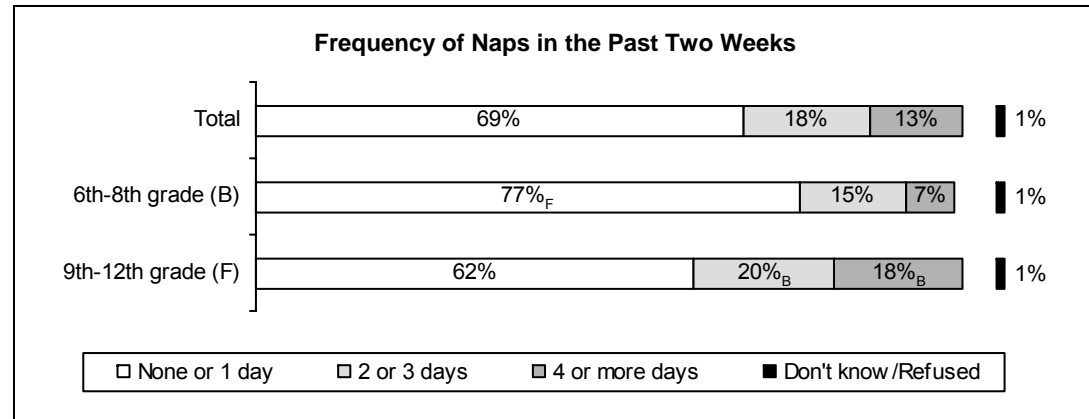 Frequency of Naps in the Past Two Weeks
Total 69% 18% 13% 1%
6th-8th grade (B) 77%F 15% 7% 1%
9th-12th grade (F) 62% 20%B 18%B 1%
None or 1 day 2 or 3 days 4 or more days Don't know/Refused